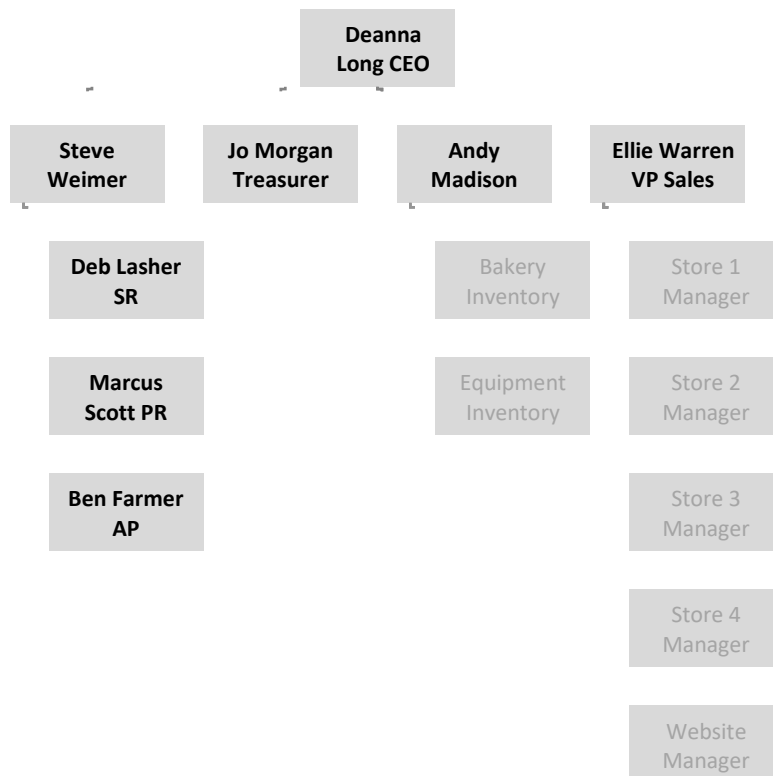 Deanna
Long CEO
Steve
Weimer
Jo Morgan
Treasurer
Andy
Madison
Ellie Warren
VP Sales
Deb Lasher
SR
Bakery
Inventory
Store 1
Manager
Marcus
Scott PR
Equipment
Inventory
Store 2
Manager
Ben Farmer
AP
Store 3
Manager
Store 4
Manager
Website
Manager